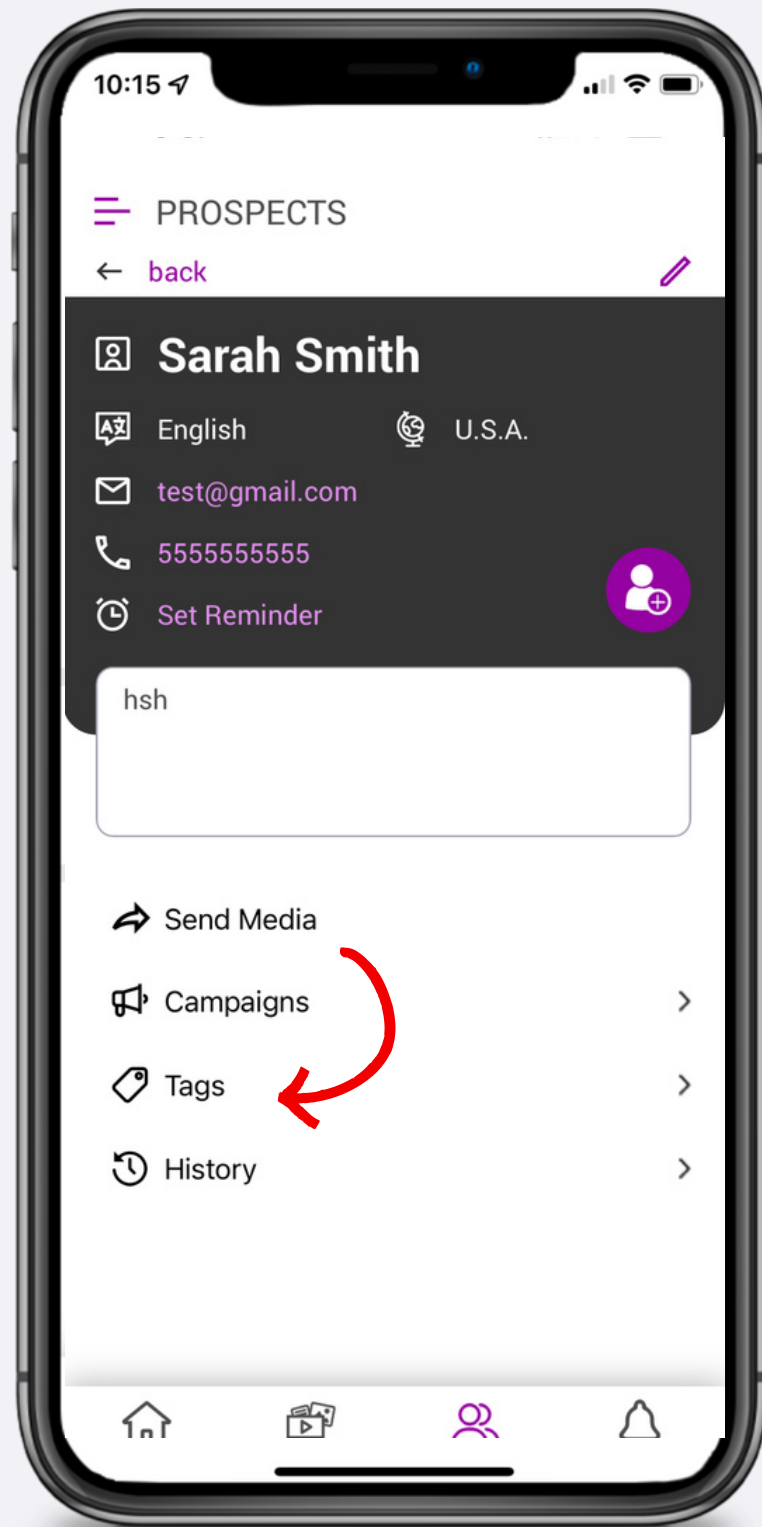 10:15
PROSPECTS
back
Sarah Smith
English U.S.A.
test@gmail.com
5555555555
Set Reminder
hsh
Send Media
Campaigns
Tags
History